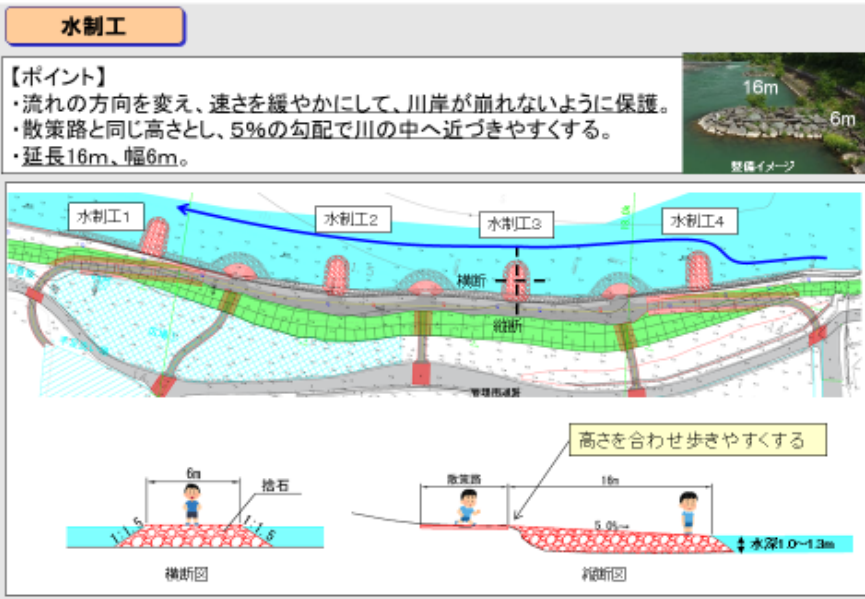 水制工
【ポイント】
・流れの方向を変え、速さを緩やかにして、川岸が崩れないように保護。
・散策路と同じ高さとし、5％の勾配で川の中へ近づきやすくする。
・延長16m、幅6m。
16m
6m
整備イメージ
水制工1
水制工2
水制工3
水制工4
横断
縦断
管理用通路
高さを合わせ歩きやすくする
6m
捨石
1:1.5
1:1.5
横断図
散策路
16m
5.0%→
水深1.0～1.3m
縦断図